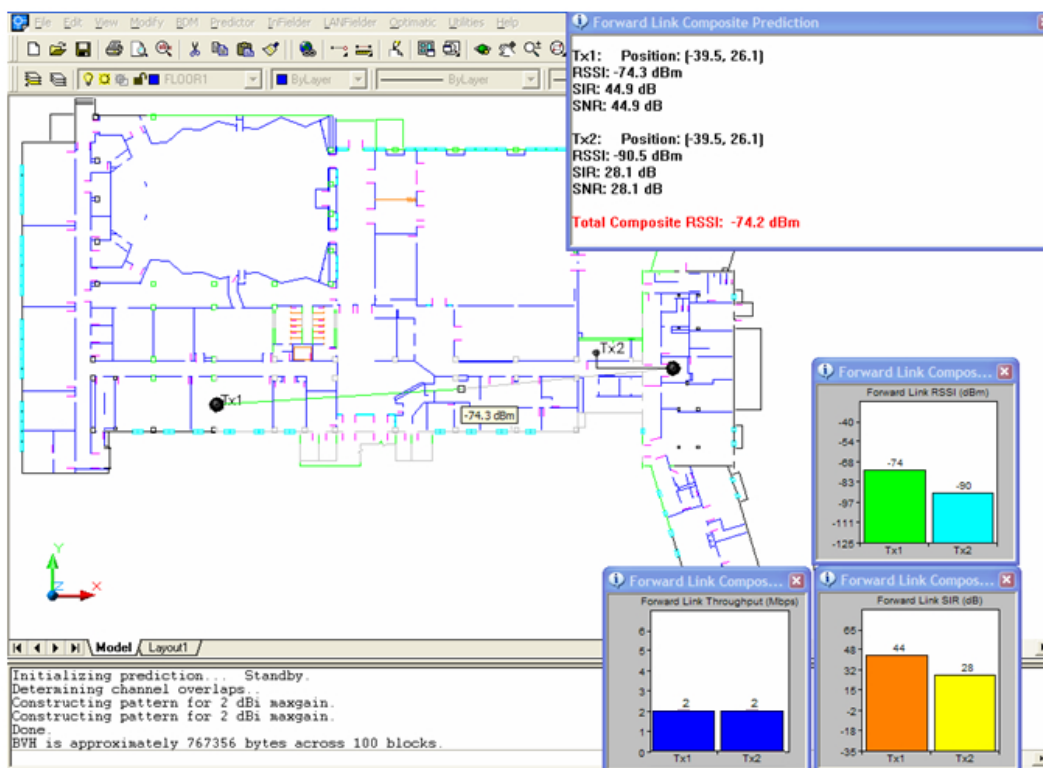 File Edit View Modify BDM Predictor InFielder LANFielder Optimatic Utilities Help
FLOOR1 ByLayer ByLayer
Forward Link Composite Prediction
Tx1: Position: (-39.5, 26.1)
RSSI: -74.3 dBm
SIR: 44.9 dB
SNR: 44.9 dB
Tx2: Position: (-39.5, 26.1)
RSSI: -90.5 dBm
SIR: 28.1 dB
SNR: 28.1 dB
Total Composite RSSI: -74.2 dBm
Tx2
Tx1
-74.3 dBm
Y
Z X
Forward Link Compos...
Forward Link RSSI (dBm)
-40
-54
-68
-83
-97
-111
-125
-74
-90
Tx1 Tx2
Forward Link Compos...
Forward Link Throughput (Mbps)
6
5
4
3
2
1
0
2 2
Tx1 Tx2
Forward Link Compos...
Forward Link SIR (dB)
65
48
32
15
-2
-18
-35
44
28
Tx1 Tx2
Model Layout1
Initializing prediction... Standby.
Determining channel overlaps..
Constructing pattern for 2 dBi maxgain.
Constructing pattern for 2 dBi maxgain.
Done.
BVH is approximately 767356 bytes across 100 blocks.